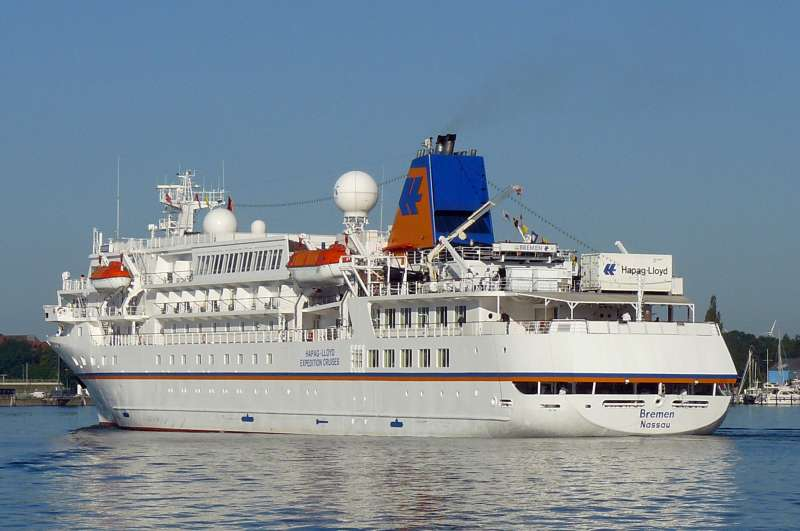 BREMEN
Hapag-Lloyd
HAPAG-LLOYD
EXPEDITION CRUISES
Bremen
Nassau